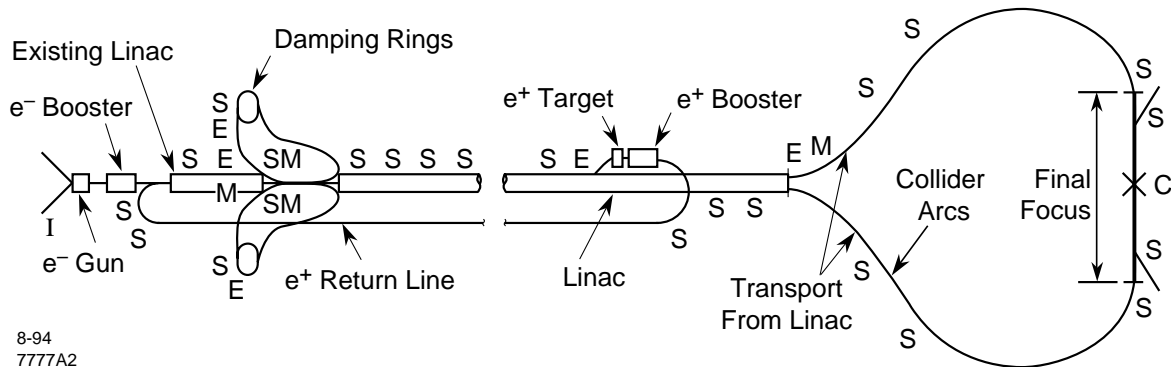 S
Damping Rings
Existing Linac
e– Booster
S
S
S
e+ Target
e+ Booster
S
S
E
S
E
SM
S
S
S
S
S
E
E
M
M
SM
S
S
S
I
S
S
e– Gun
S
E
e+ Return Line
Linac
S
Transport
From Linac
S
Collider
Arcs
S
Final
Focus
C
S
S
8-94
7777A2